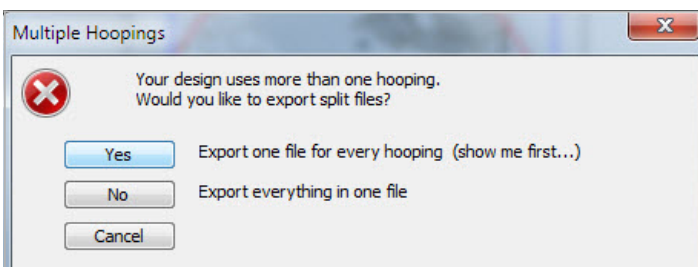 Multiple Hoopings
Your design uses more than one hooping.
Would you like to export split files?
Yes Export one file for every hooping (show me first...)
No Export everything in one file
Cancel